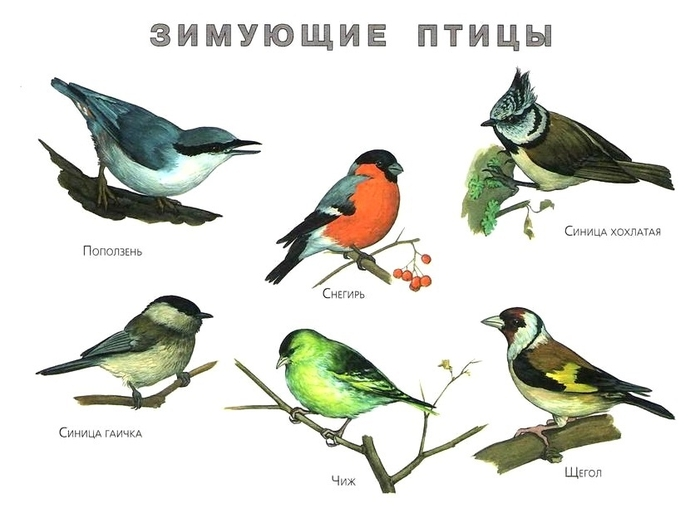 ЗИМУЮЩИЕ ПТИЦЫ
Поползень
Снегирь
Синица хохлатая
Синица гаичка
Чиж
Щегол